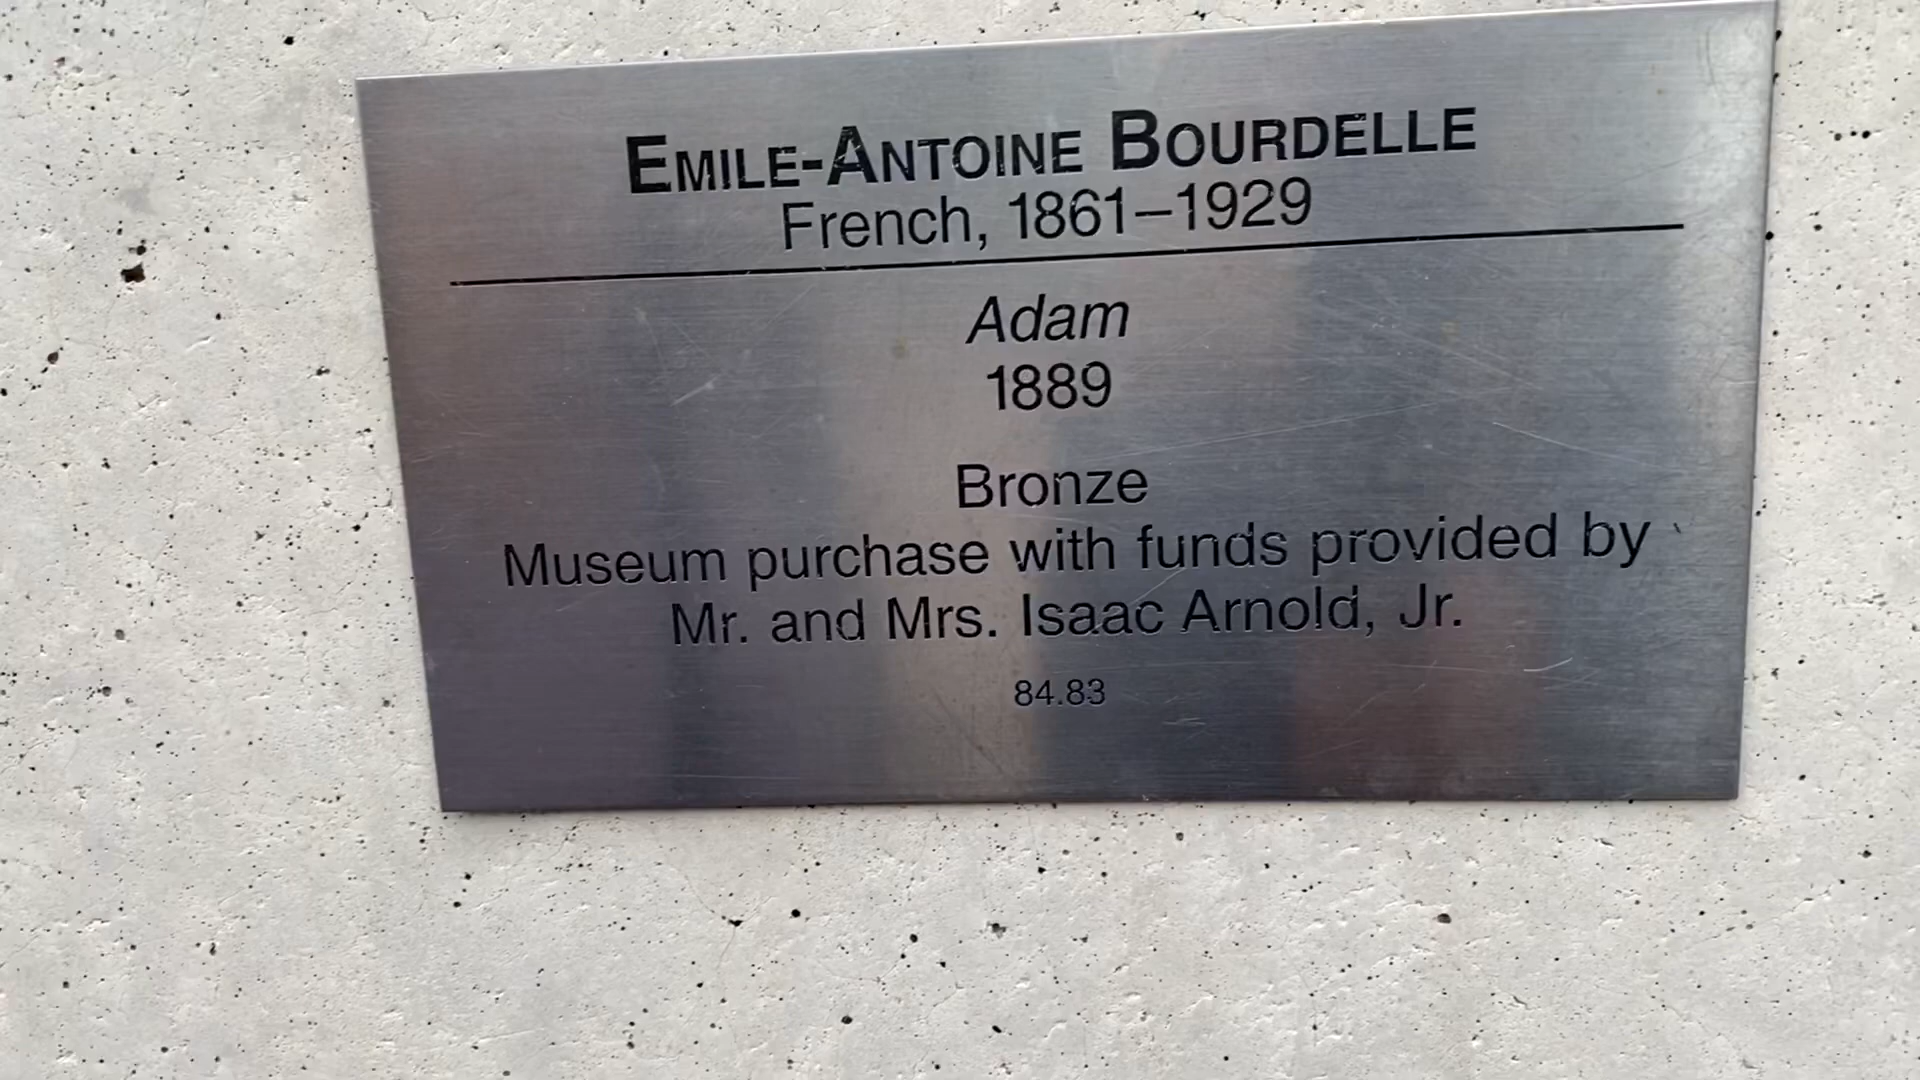 EMILE-ANTOINE BOURDELLE
French, 1861–1929
Adam
1889
Bronze
Museum purchase with funds provided by
Mr. and Mrs. Isaac Arnold, Jr.
84.83